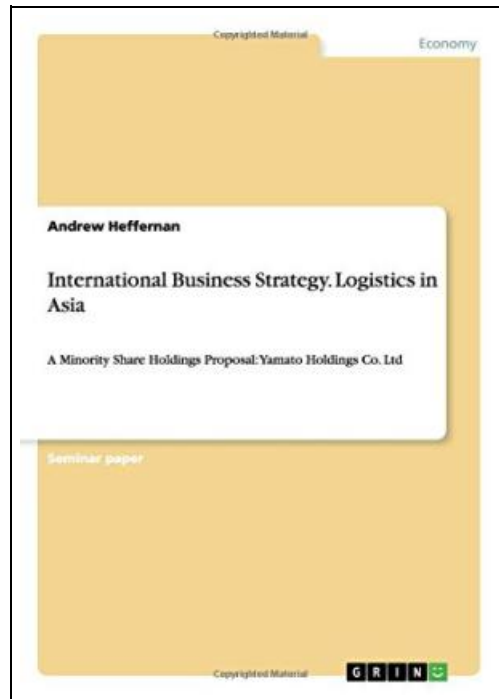 Copyrighted Material
Economy
Andrew Heffernan
International Business Strategy. Logistics in
Asia
A Minority Share Holdings Proposal: Yamato Holdings Co. Ltd
Seminar paper
Copyrighted Material
GRIN